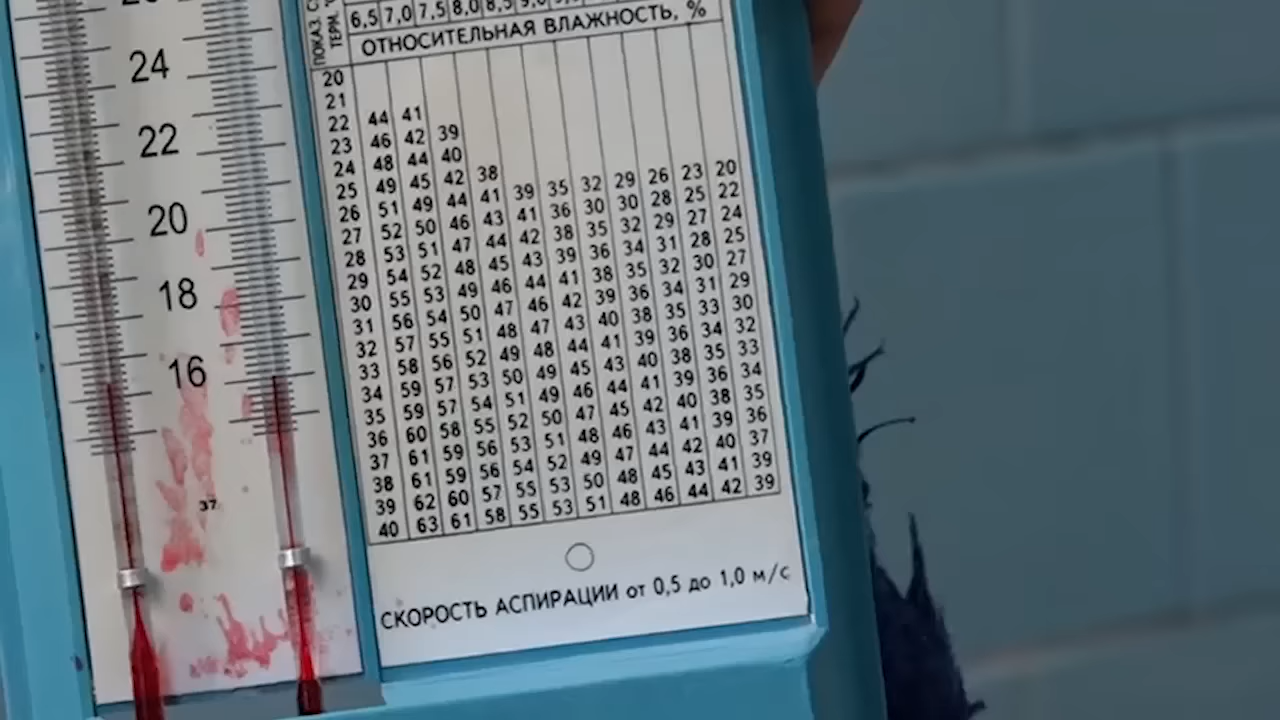 24
22
20
18
16
37
ТЕРМ.
6,5 7,0 7,5 8,0 8,5
ОТНОСИТЕЛЬНАЯ ВЛАЖНОСТЬ, %
20
21
22 44 41
23 46 42 39
24 48 44 40
25 49 45 42 38
26 51 49 44 41 39 35 32 29 26 23 20
27 52 50 46 43 41 36 30 30 28 25 22
28 53 51 47 44 42 38 35 32 29 27 24
29 54 52 48 45 43 39 36 34 31 28 25
30 55 53 49 46 44 41 38 35 32 30 27
31 56 54 50 47 46 42 39 36 34 31 29
32 57 55 51 48 47 43 40 38 35 33 30
33 58 56 52 49 48 44 41 39 36 34 32
34 59 57 53 50 49 45 43 40 38 35 33
35 59 57 54 51 49 46 44 41 39 36 34
36 60 58 55 52 50 47 45 42 40 38 35
37 61 59 56 53 51 48 46 43 41 39 36
38 61 59 56 54 52 49 47 44 42 40 37
39 62 60 57 55 53 50 48 45 43 41 39
40 63 61 58 55 53 51 48 46 44 42 39
СКОРОСТЬ АСПИРАЦИИ от 0,5 до 1,0 м/с